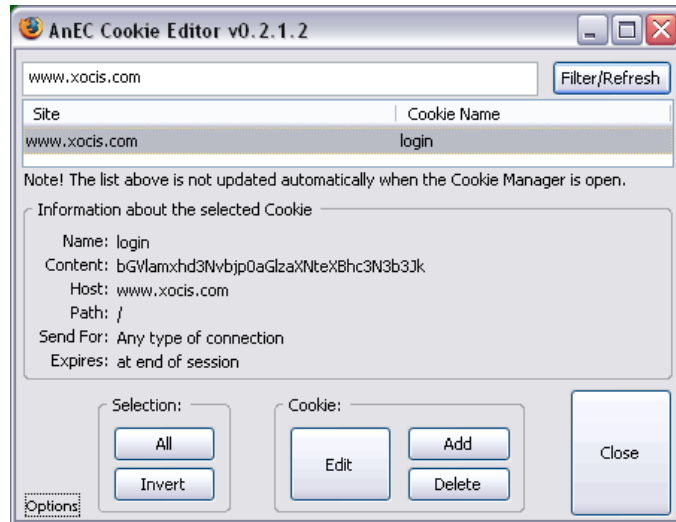 AnEC Cookie Editor v0.2.1.2
www.xocis.com Filter/Refresh
Site Cookie Name
www.xocis.com login
Note! The list above is not updated automatically when the Cookie Manager is open.
Information about the selected Cookie
Name: login
Content: bGVlamxhd3Nvbjp0aGlzaXNteXBhc3N3b3Jk
Host: www.xocis.com
Path: /
Send For: Any type of connection
Expires: at end of session
Selection: Cookie:
All Edit Add Close
Invert Delete
Options